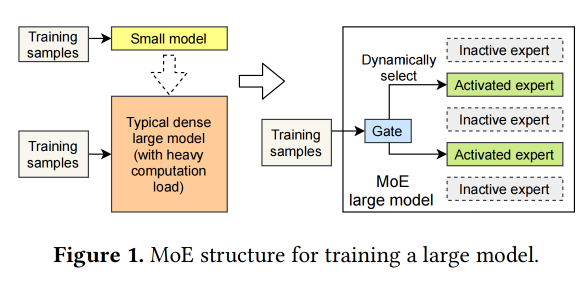 Training
samples
Small model
Training
samples
Typical dense
large model
(with heavy
computation
load)
Training
samples
Gate
Dynamically
select
Inactive expert
Activated expert
Inactive expert
Activated expert
Inactive expert
MoE
large model
Figure 1. MoE structure for training a large model.